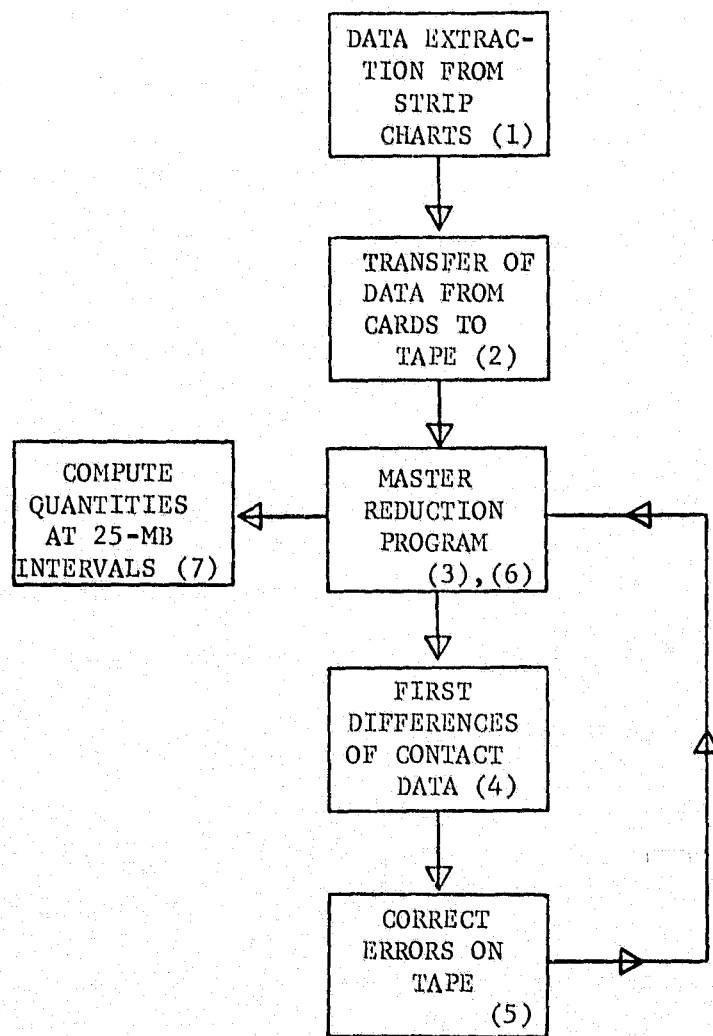 DATA EXTRAC-
TION FROM
STRIP
CHARTS (1)
TRANSFER OF
DATA FROM
CARDS TO
TAPE (2)
COMPUTE
QUANTITIES
AT 25-MB
INTERVALS (7)
MASTER
REDUCTION
PROGRAM
(3),(6)
FIRST
DIFFERENCES
OF CONTACT
DATA (4)
CORRECT
ERRORS ON
TAPE
(5)